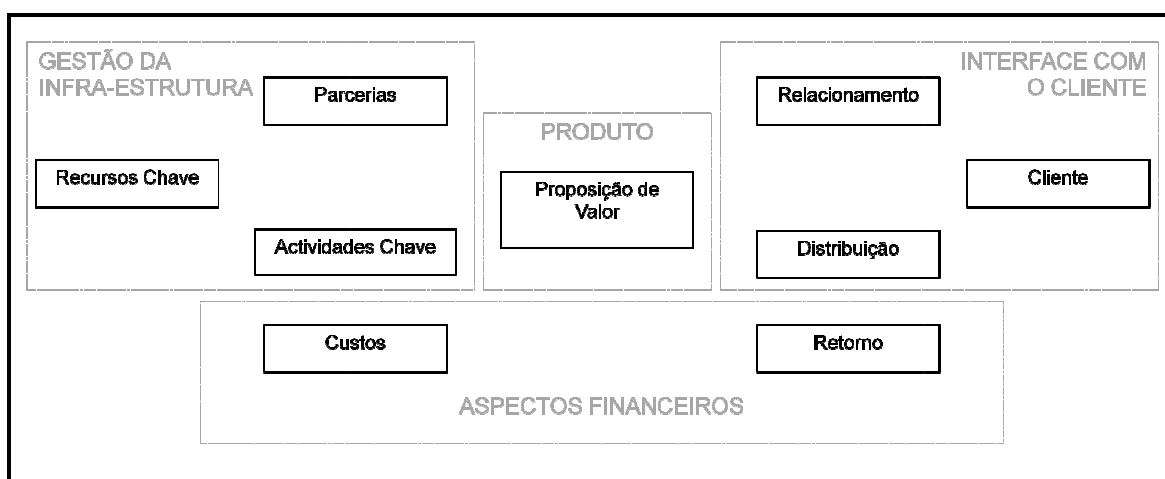 GESTÃO DA
INFRA-ESTRUTURA
Parcerias
Recursos Chave
Actividades Chave
PRODUTO
Proposição de
Valor
INTERFACE COM
O CLIENTE
Relacionamento
Cliente
Distribuição
Custos
Retorno
ASPECTOS FINANCEIROS